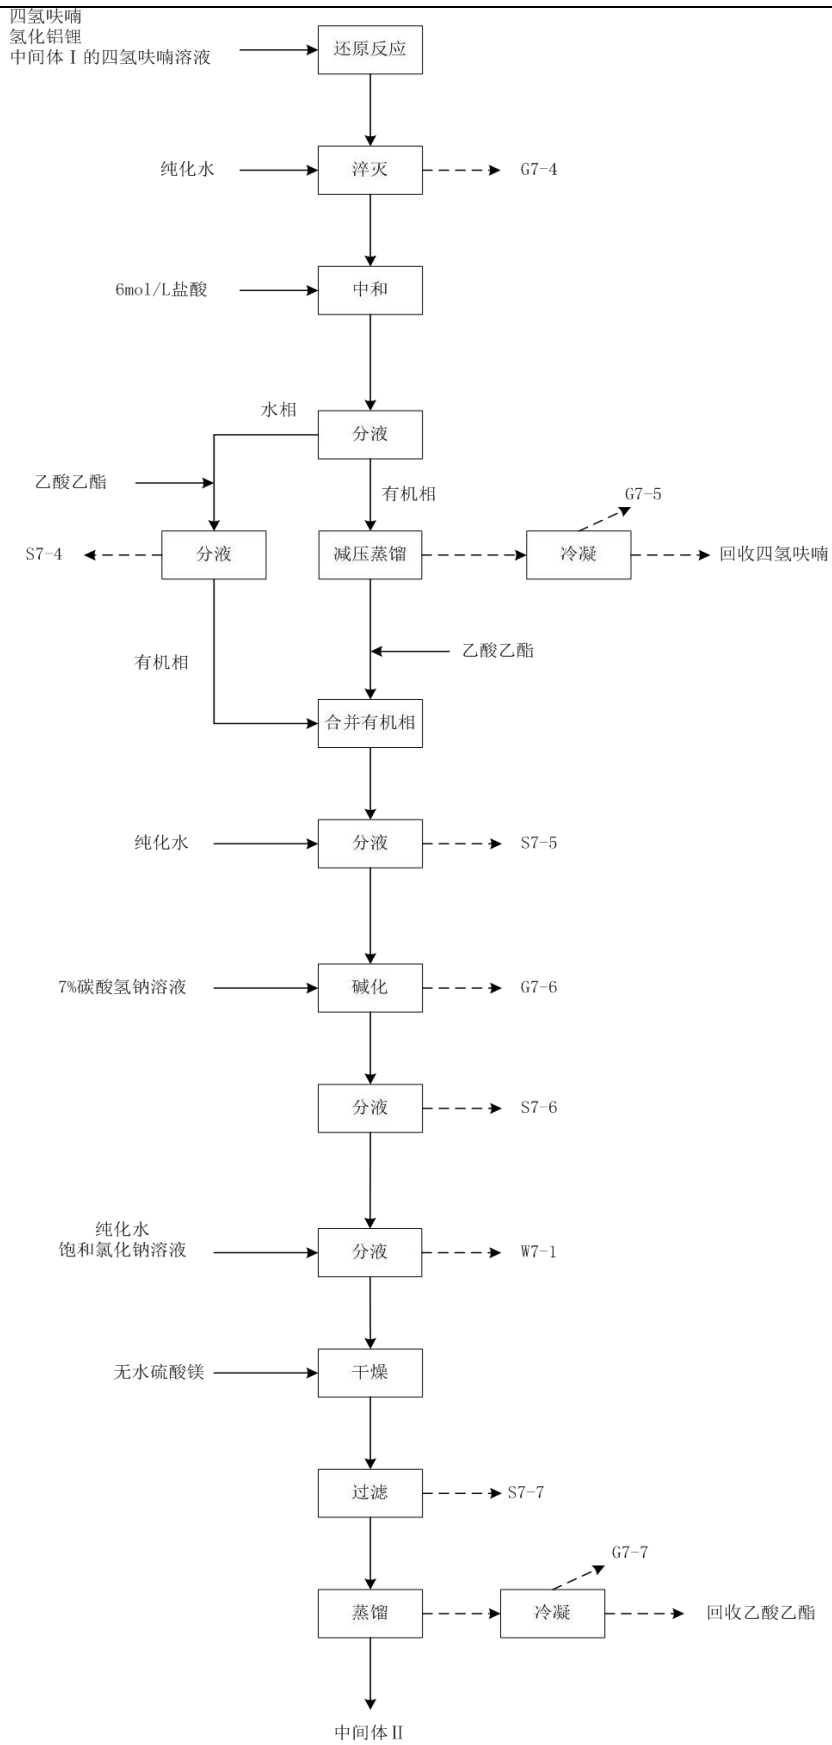 四氢呋喃
氢化铝锂
中间体Ⅰ的四氢呋喃溶液
还原反应
纯化水
淬灭
G7-4
6mol/L盐酸
中和
水相
分液
乙酸乙酯
有机相
G7-5
S7-4
分液
减压蒸馏
冷凝
回收四氢呋喃
有机相
乙酸乙酯
合并有机相
纯化水
分液
S7-5
7%碳酸氢钠溶液
碱化
G7-6
分液
S7-6
纯化水
饱和氯化钠溶液
分液
W7-1
无水硫酸镁
干燥
过滤
S7-7
G7-7
蒸馏
冷凝
回收乙酸乙酯
中间体Ⅱ